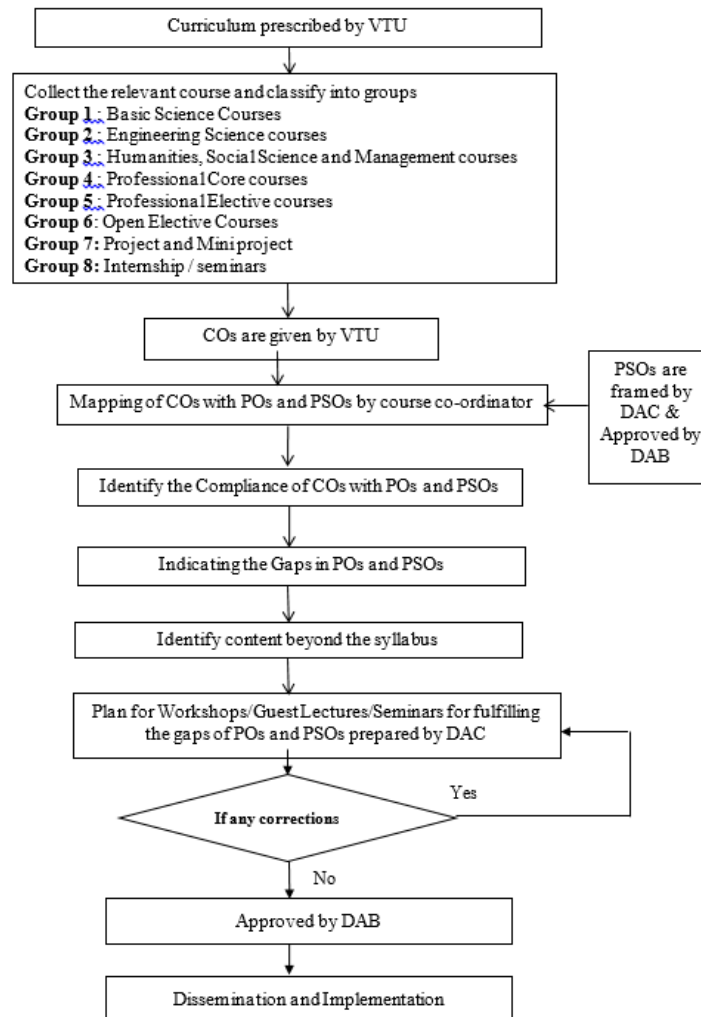 Curriculum prescribed by VTU
Collect the relevant course and classify into groups
Group 1 : Basic Science Courses
Group 2 : Engineering Science courses
Group 3 : Humanities, Social Science and Management courses
Group 4 : Professional Core courses
Group 5 : Professional Elective courses
Group 6: Open Elective Courses
Group 7: Project and Mini project
Group 8: Internship / seminars
COs are given by VTU
Mapping of COs with POs and PSOs by course co-ordinator
PSOs are
framed by
DAC &
Approved by
DAB
Identify the Compliance of COs with POs and PSOs
Indicating the Gaps in POs and PSOs
Identify content beyond the syllabus
Plan for Workshops/Guest Lectures/Seminars for fulfilling
the gaps of POs and PSOs prepared by DAC
If any corrections
Yes
No
Approved by DAB
Dissemination and Implementation